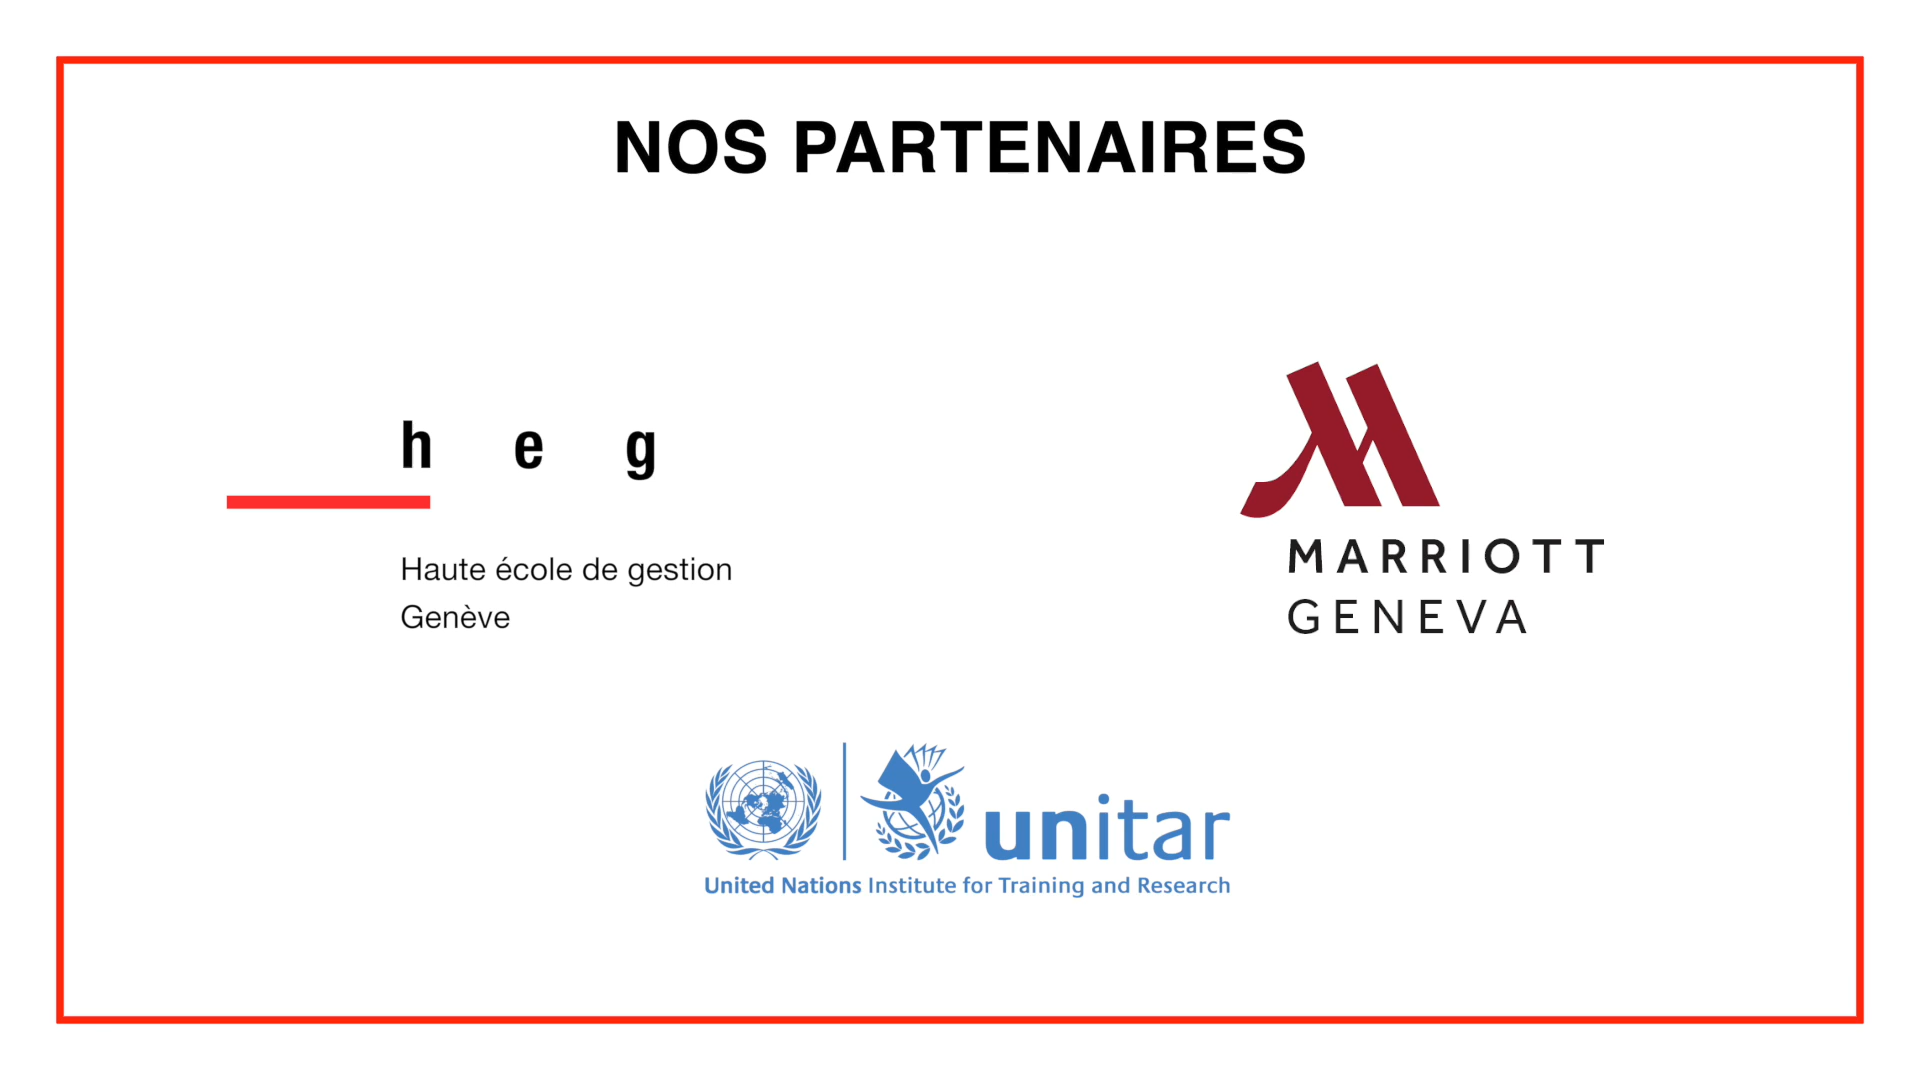 NOS PARTENAIRES
h e g
Haute école de gestion
Genève
MARRIOTT
GENEVA
unitar
United Nations Institute for Training and Research